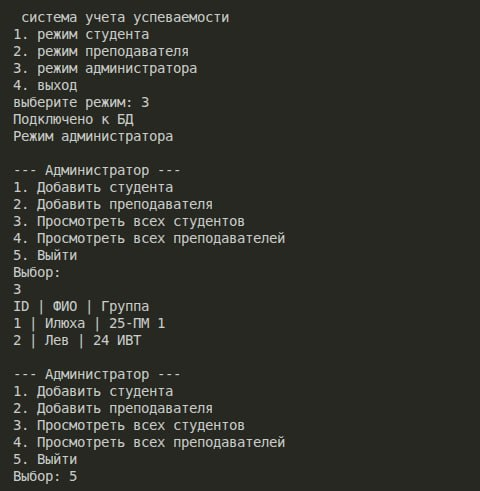 система учета успеваемости
1. режим студента
2. режим преподавателя
3. режим администратора
4. выход
выберите режим: 3
Подключено к БД
Режим администратора
--- Администратор ---
1. Добавить студента
2. Добавить преподавателя
3. Просмотреть всех студентов
4. Просмотреть всех преподавателей
5. Выйти
Выбор:
3
ID | ФИО | Группа
1 | Илюха | 25-ПМ 1
2 | Лев | 24 ИВТ
--- Администратор ---
1. Добавить студента
2. Добавить преподавателя
3. Просмотреть всех студентов
4. Просмотреть всех преподавателей
5. Выйти
Выбор: 5